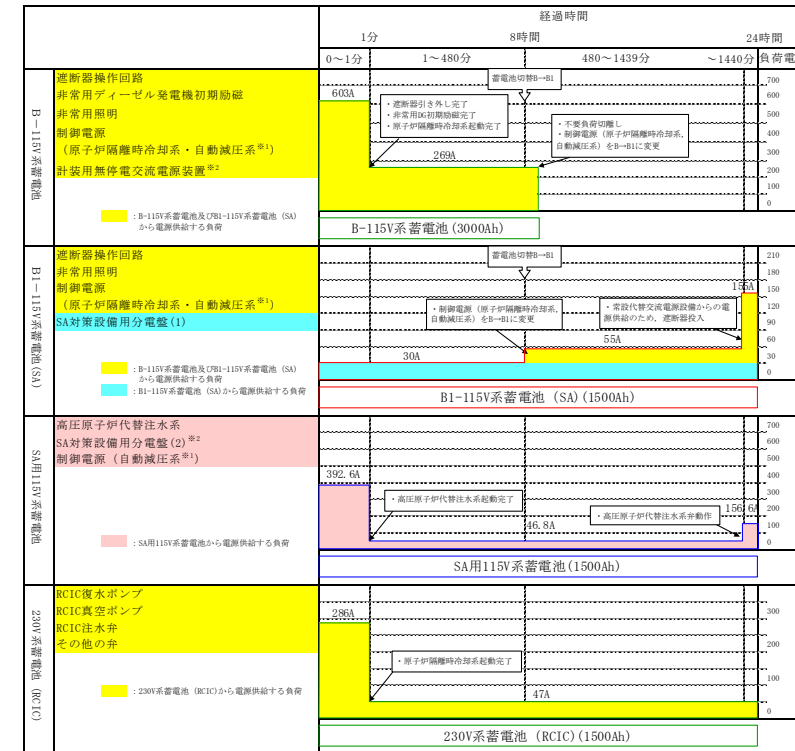 経過時間
1分 8時間 24時間
0～1分 1～480分 480～1439分 ～1440分 負荷電
B－115V系蓄電池
遮断器操作回路
非常用ディーゼル発電機初期励磁
非常用照明
制御電源
（原子炉隔離時冷却系・自動減圧系※1）
計装用無停電交流電源装置※2
：B-115V系蓄電池及びB1-115V系蓄電池（SA）
から電源供給する負荷
蓄電池切替B→B1
603A
・遮断器引き外し完了
・非常用DG初期励磁完了
・原子炉隔離時冷却系起動完了
269A
・不要負荷切離し
・制御電源（原子炉隔離時冷却系，
自動減圧系）をB→B1に変更
700
600
500
400
300
200
100
0
B-115V系蓄電池(3000Ah)
B1－115V系蓄電池(SA)
遮断器操作回路
非常用照明
制御電源
（原子炉隔離時冷却系・自動減圧系※1）
SA対策設備用分電盤(1)
：B-115V系蓄電池及びB1-115V系蓄電池（SA）
から電源供給する負荷
：B1-115V系蓄電池（SA)から電源供給する負荷
蓄電池切替B→B1
・制御電源（原子炉隔離時冷却系，
自動減圧系）をB→B1に変更
・常設代替交流電源設備からの電
源供給のため，遮断器投入
30A
55A
155A
210
180
150
120
90
60
30
0
B1-115V系蓄電池（SA)(1500Ah)
SA用115V系蓄電池
高圧原子炉代替注水系
SA対策設備用分電盤(2)※2
制御電源（自動減圧系※1）
：SA用115V系蓄電池から電源供給する負荷
392.6A
・高圧原子炉代替注水系起動完了
46.8A
・高圧原子炉代替注水系弁動作
156.6A
700
600
500
400
300
200
100
0
SA用115V系蓄電池(1500Ah)
230V系蓄電池（RCIC）
RCIC復水ポンプ
RCIC真空ポンプ
RCIC注水弁
その他の弁
：230V系蓄電池（RCIC)から電源供給する負荷
286A
・原子炉隔離時冷却系起動完了
47A
300
200
100
0
230V系蓄電池（RCIC)(1500Ah)